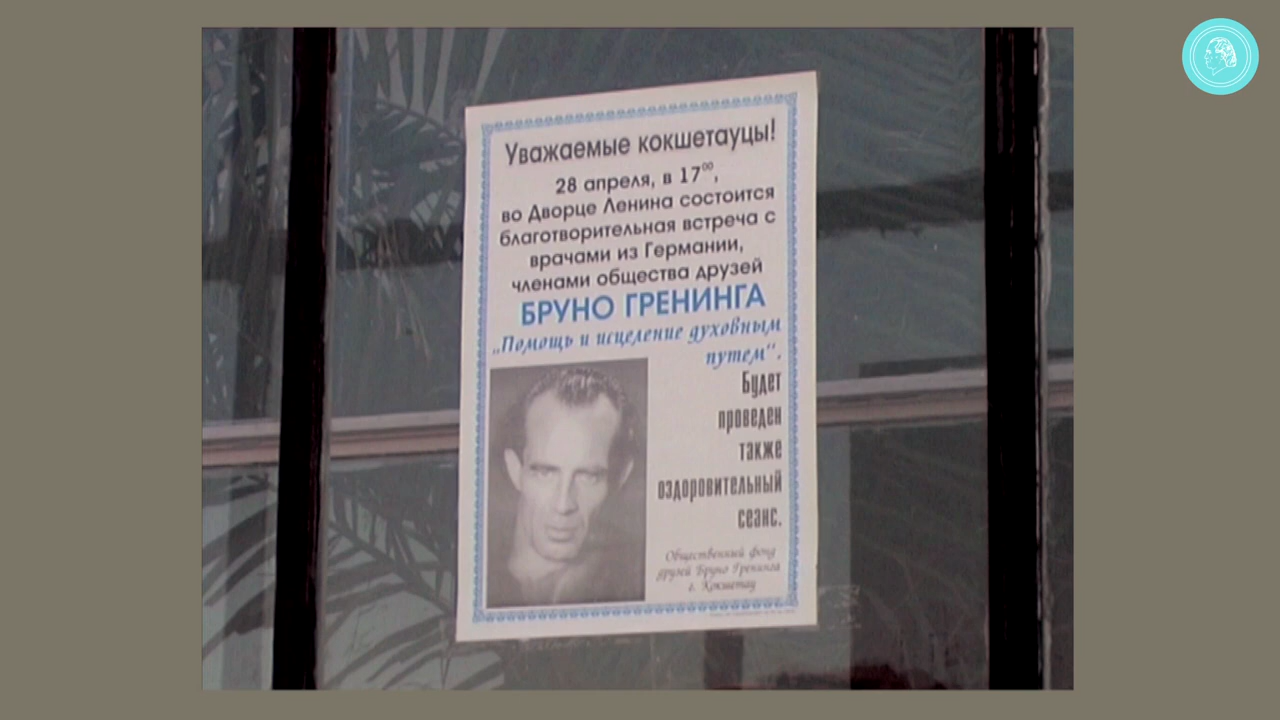 Уважаемые кокшетауцы!
28 апреля, в 17⁰⁰,
во Дворце Ленина состоится
благотворительная встреча с
врачами из Германии,
членами общества друзей
БРУНО ГРЕНИНГА
„Помощь и исцеление духовным
путем“.
Будет
проведен
также
оздоровительный
сеанс.
Общественный фонд
друзей Бруно Гренинга
г. Кокшетау